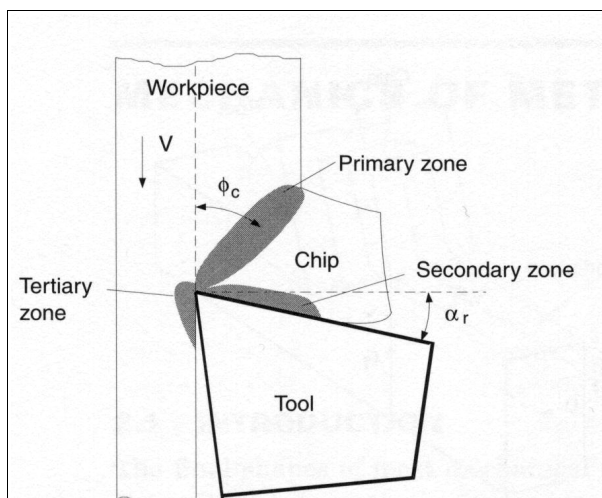 Workpiece
V
Primary zone
ϕc
Chip
Secondary zone
Tertiary
zone
αr
Tool